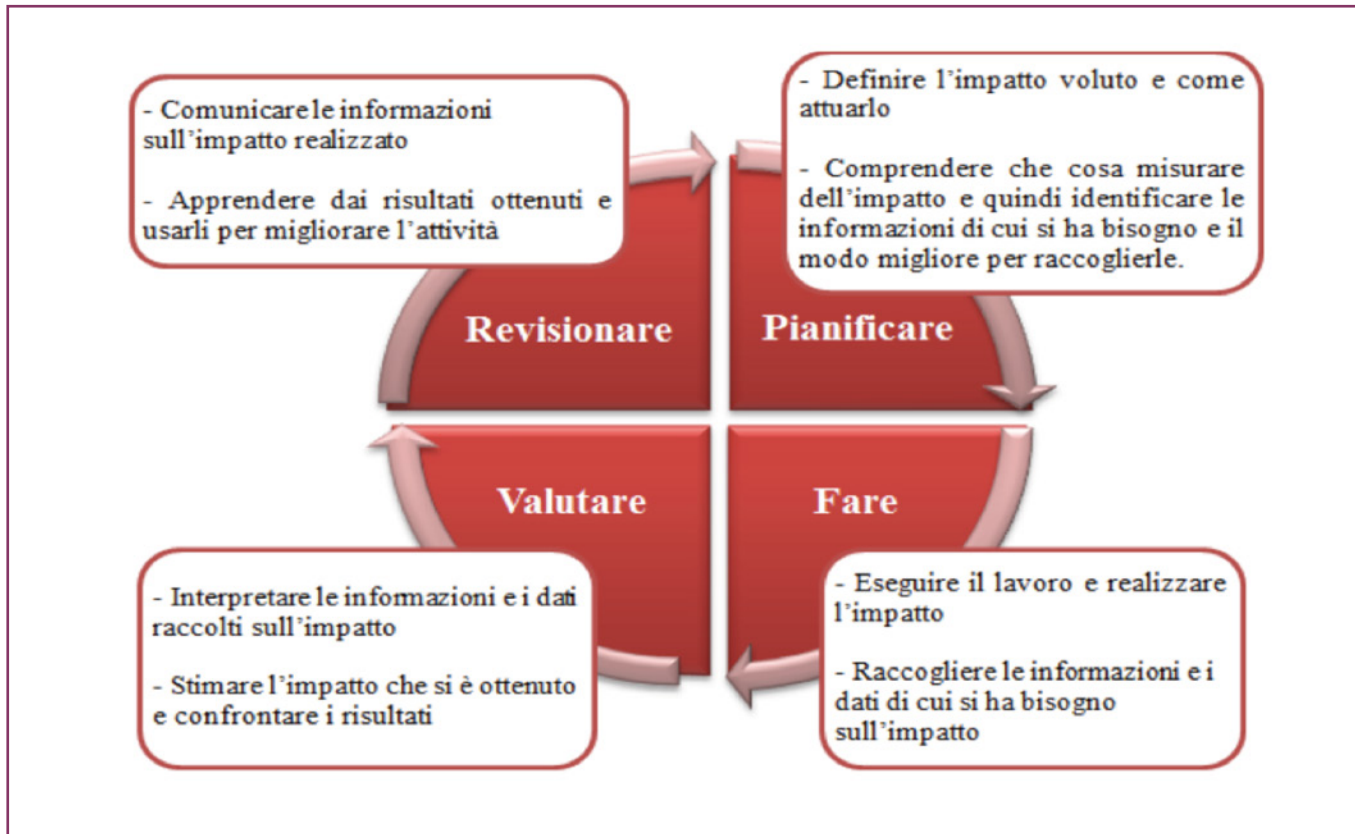 - Comunicare le informazioni
sull'impatto realizzato
- Apprendere dai risultati ottenuti e
usarli per migliorare l'attività
- Definire l'impatto voluto e come
attuarlo
- Comprendere che cosa misurare
dell'impatto e quindi identificare le
informazioni di cui si ha bisogno e il
modo migliore per raccoglierle.
Revisionare
Pianificare
Valutare
Fare
- Interpretare le informazioni e i dati
raccolti sull'impatto
- Stimare l'impatto che si è ottenuto
e confrontare i risultati
- Eseguire il lavoro e realizzare
l'impatto
- Raccogliere le informazioni e i
dati di cui si ha bisogno
sull'impatto